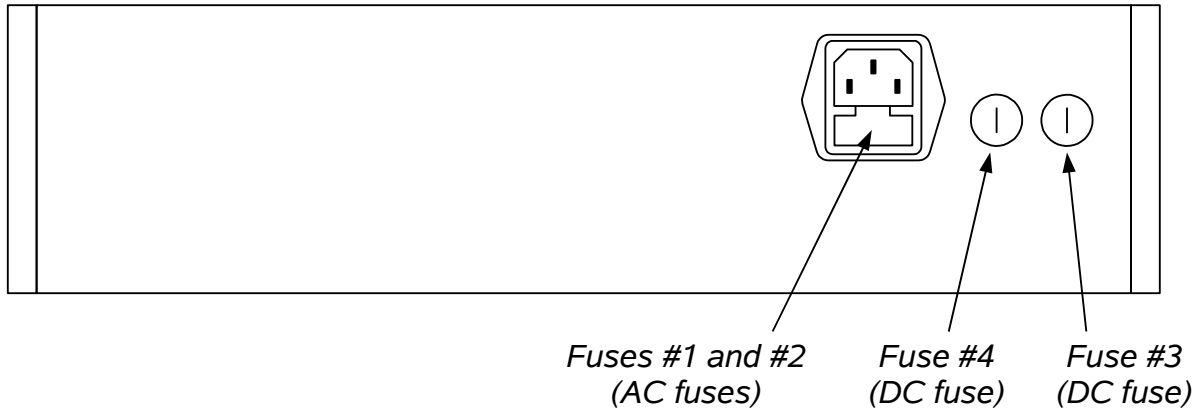 Fuses #1 and #2
(AC fuses)
Fuse #4
(DC fuse)
Fuse #3
(DC fuse)